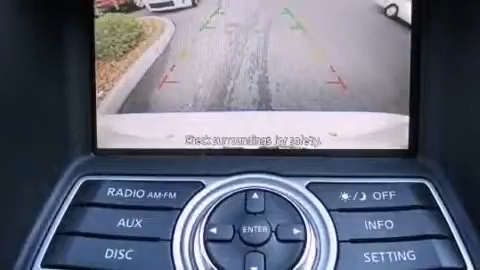 Check surroundings for safety.
RADIO AM·FM
AUX
DISC
ENTER
OFF
INFO
SETTING